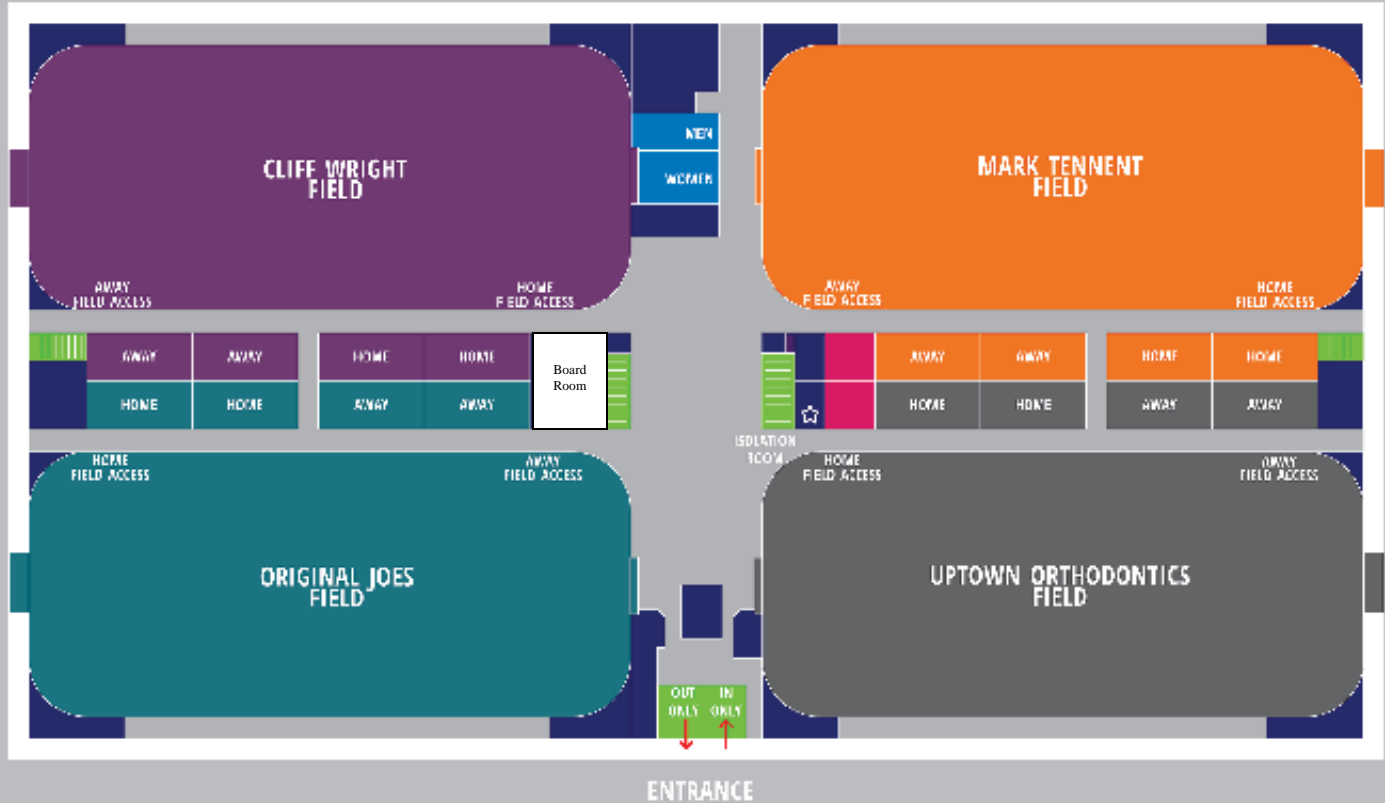 MEN
WOMEN
CLIFF WRIGHT
FIELD
MARK TENNENT
FIELD
AWAY
FIELD ACCESS
HOME
FIELD ACCESS
AWAY
FIELD ACCESS
HOME
FIELD ACCESS
AWAY
AWAY
HOME
HOME
Board
Room
AWAY
AWAY
HOME
HOME
HOME
HOME
AWAY
AWAY
HOME
HOME
AWAY
AWAY
ISOLATION
ROOM
HOME
FIELD ACCESS
AWAY
FIELD ACCESS
HOME
FIELD ACCESS
AWAY
FIELD ACCESS
ORIGINAL JOES
FIELD
UPTOWN ORTHODONTICS
FIELD
OUT
ONLY
IN
ONLY
ENTRANCE